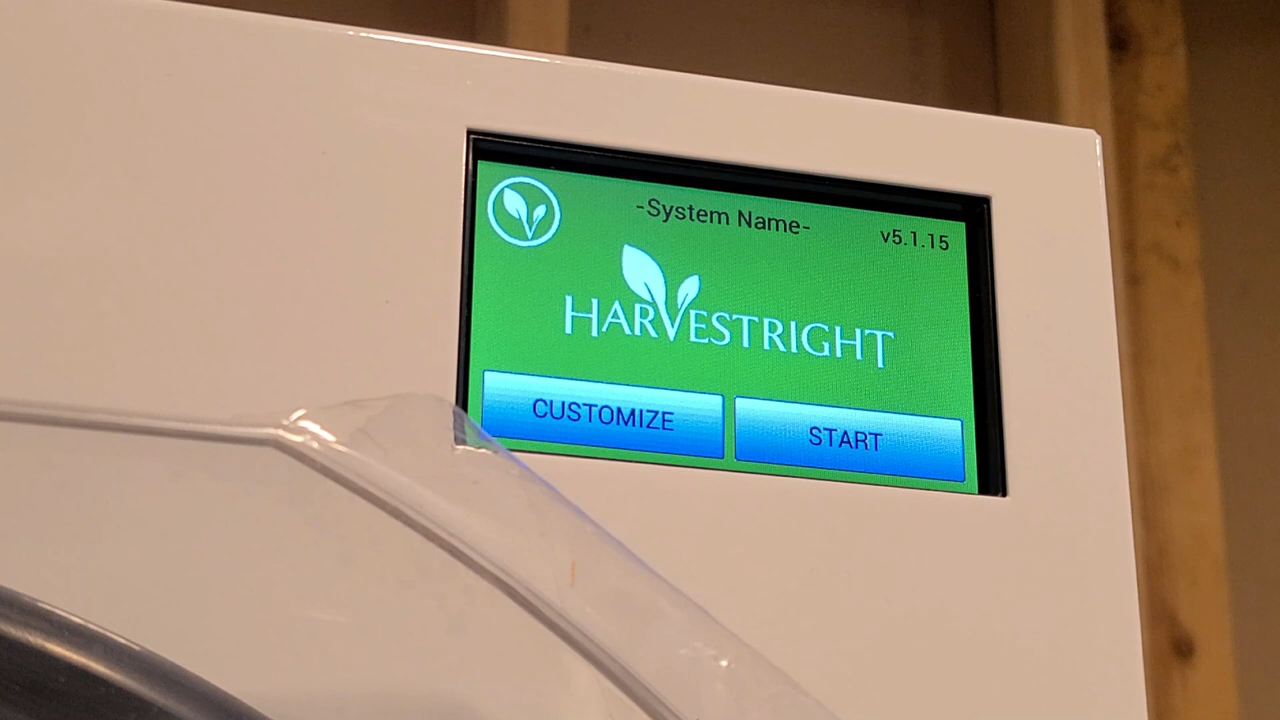 -System Name-
v5.1.15
HARVESTRIGHT
CUSTOMIZE
START